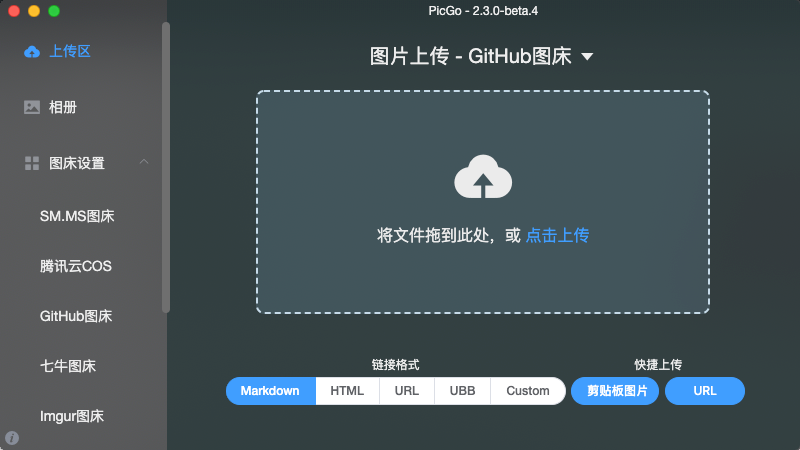 PicGo - 2.3.0-beta.4
上传区
相册
图床设置
SM.MS图床
腾讯云COS
GitHub图床
七牛图床
Imgur图床
图片上传 - GitHub图床
将文件拖到此处，或 点击上传
链接格式
Markdown HTML URL UBB Custom
快捷上传
剪贴板图片 URL